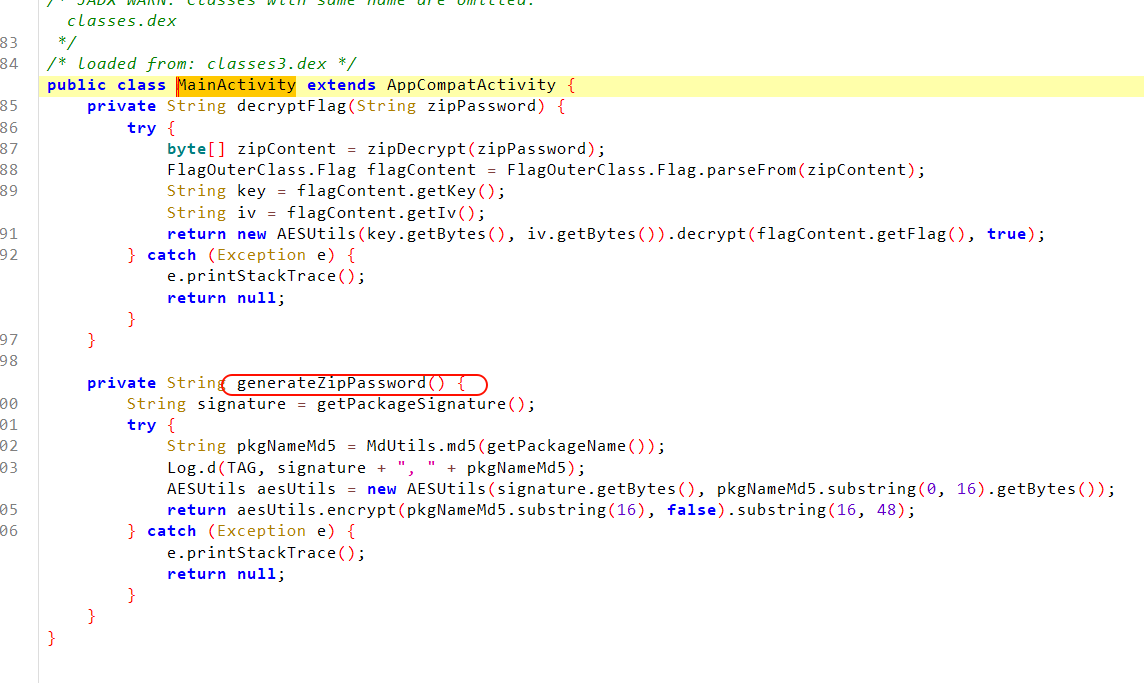 /* JADX WARN: Classes with same name are omitted:
classes.dex
83 */
84 /* loaded from: classes3.dex */
public class MainActivity extends AppCompatActivity {
85 private String decryptFlag(String zipPassword) {
86 try {
87 byte[] zipContent = zipDecrypt(zipPassword);
88 FlagOuterClass.Flag flagContent = FlagOuterClass.Flag.parseFrom(zipContent);
89 String key = flagContent.getKey();
String iv = flagContent.getIv();
91 return new AESUtils(key.getBytes(), iv.getBytes()).decrypt(flagContent.getFlag(), true);
92 } catch (Exception e) {
e.printStackTrace();
return null;
}
97 }
98
private String generateZipPassword() {
00 String signature = getPackageSignature();
01 try {
02 String pkgNameMd5 = MdUtils.md5(getPackageName());
03 Log.d(TAG, signature + ", " + pkgNameMd5);
AESUtils aesUtils = new AESUtils(signature.getBytes(), pkgNameMd5.substring(0, 16).getBytes());
05 return aesUtils.encrypt(pkgNameMd5.substring(16), false).substring(16, 48);
06 } catch (Exception e) {
e.printStackTrace();
return null;
}
}
}